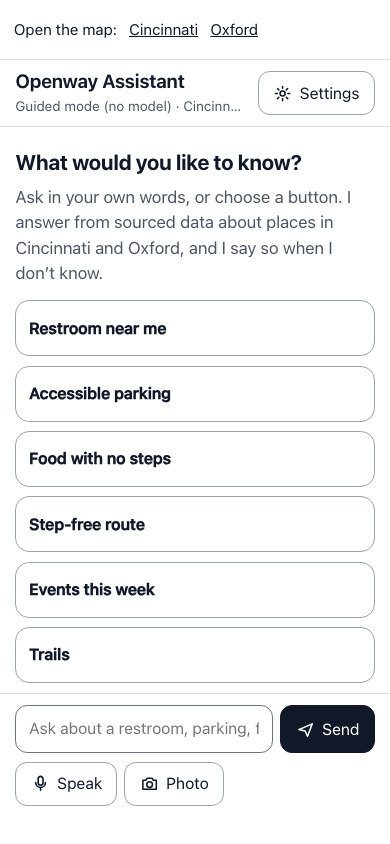 Open the map: Cincinnati Oxford
Openway Assistant
Guided mode (no model) · Cincinn...
Settings
What would you like to know?
Ask in your own words, or choose a button. I
answer from sourced data about places in
Cincinnati and Oxford, and I say so when I
don’t know.
Restroom near me
Accessible parking
Food with no steps
Step-free route
Events this week
Trails
Ask about a restroom, parking, f
Send
Speak
Photo